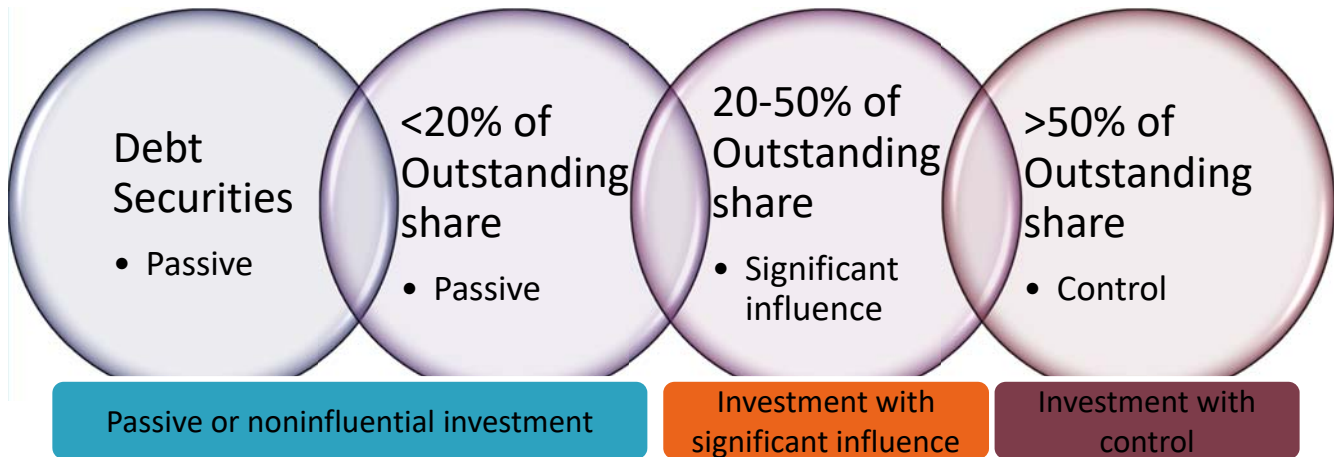 Debt
Securities
• Passive
<20% of
Outstanding
share
• Passive
20-50% of
Outstanding
share
• Significant
influence
>50% of
Outstanding
share
• Control
Passive or noninfluential investment
Investment with
significant influence
Investment with
control